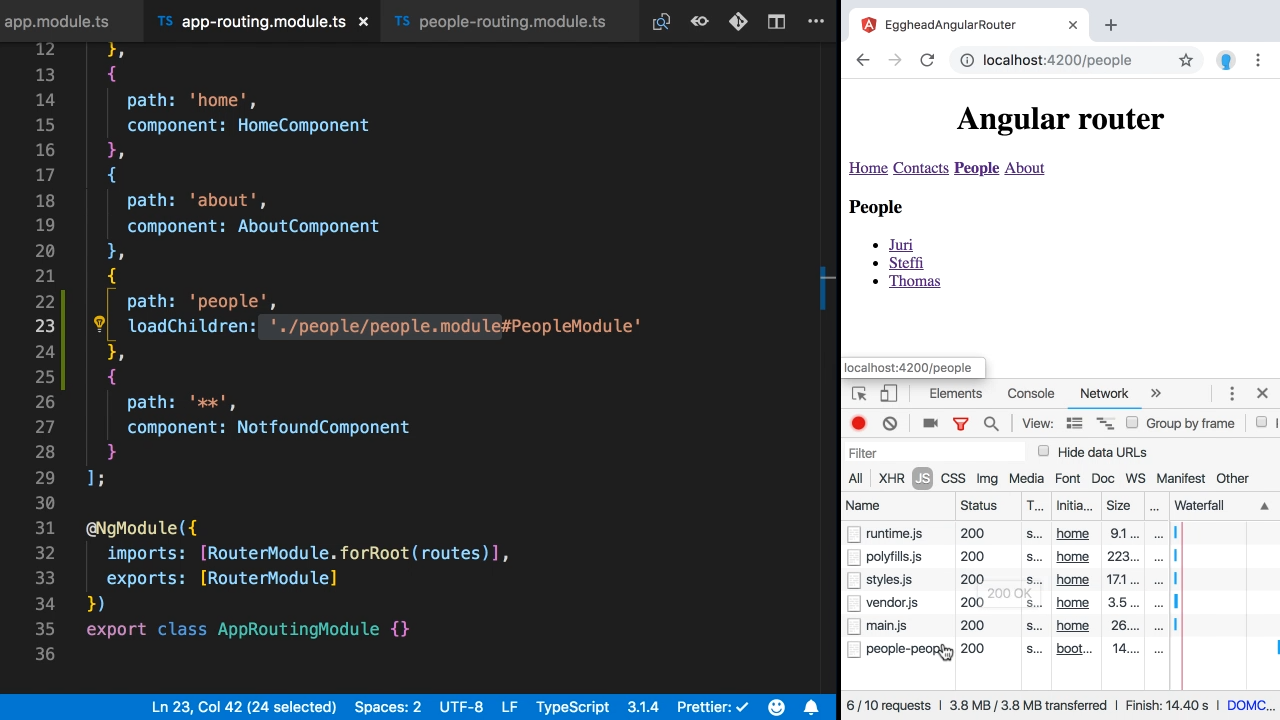 app.module.ts
TS app-routing.module.ts ×
TS people-routing.module.ts
12 },
13 {
14 path: 'home',
15 component: HomeComponent
16 },
17 {
18 path: 'about',
19 component: AboutComponent
20 },
21 {
22 path: 'people',
23 loadChildren: './people/people.module#PeopleModule'
24 },
25 {
26 path: '**',
27 component: NotfoundComponent
28 }
29 ];
30
31 @NgModule({
32 imports: [RouterModule.forRoot(routes)],
33 exports: [RouterModule]
34 })
35 export class AppRoutingModule {}
36
Ln 23, Col 42 (24 selected) Spaces: 2 UTF-8 LF TypeScript 3.1.4 Prettier: ✓
EggheadAngularRouter
localhost:4200/people
Angular router
Home Contacts People About
People
• Juri
• Steffi
• Thomas
localhost:4200/people
Elements Console Network »
View: Group by frame
Filter Hide data URLs
All XHR JS CSS Img Media Font Doc WS Manifest Other
Name Status T... Initia... Size ... Waterfall ▲
runtime.js 200 s... home 9.1 ... ...
polyfills.js 200 s... home 223... ...
styles.js 200 s... home 17.1 ... ...
200 OK
vendor.js 200 s... home 3.5 ... ...
main.js 200 s... home 26.... ...
people-peopl 200 s... boot... 14.... ...
6 / 10 requests | 3.8 MB / 3.8 MB transferred | Finish: 14.40 s | DOMC...